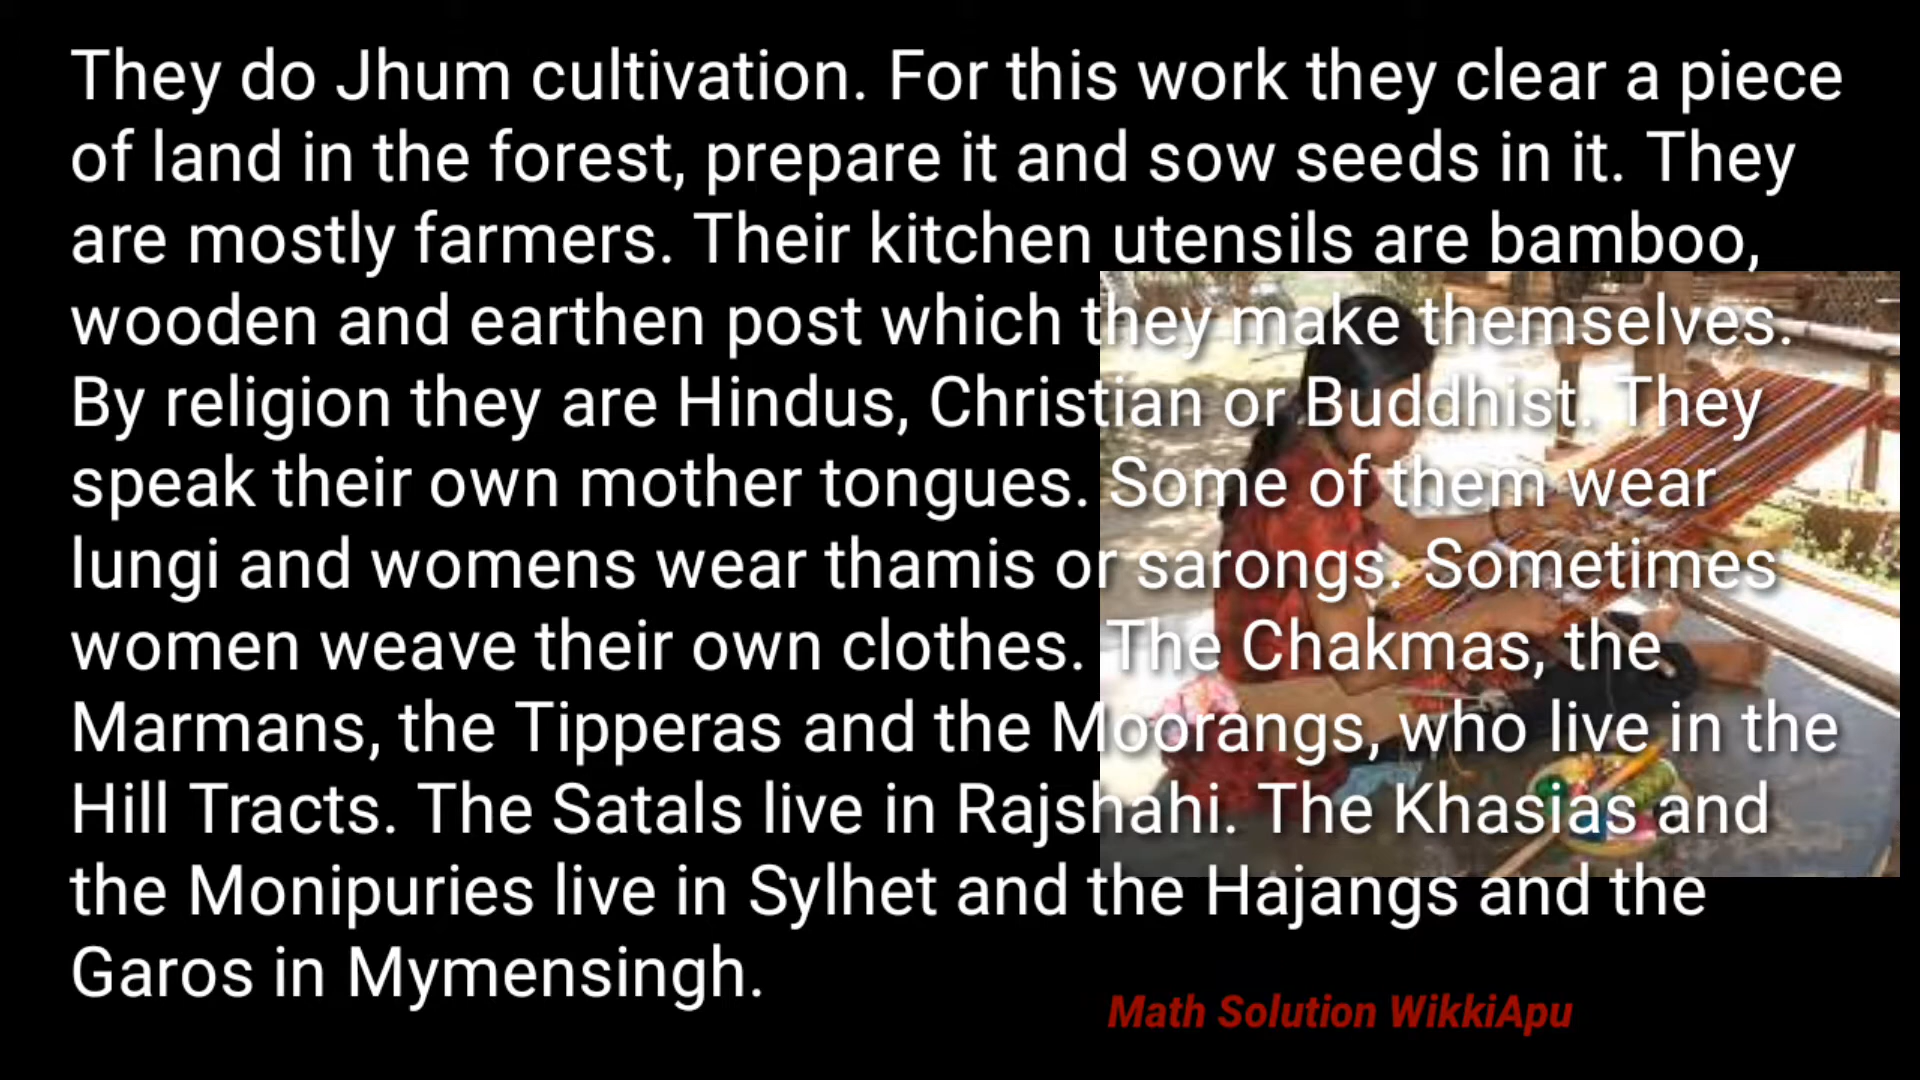 They do Jhum cultivation. For this work they clear a piece
of land in the forest, prepare it and sow seeds in it. They
are mostly farmers. Their kitchen utensils are bamboo,
wooden and earthen post which they make themselves.
By religion they are Hindus, Christian or Buddhist. They
speak their own mother tongues. Some of them wear
lungi and womens wear thamis or sarongs. Sometimes
women weave their own clothes. The Chakmas, the
Marmans, the Tipperas and the Moorangs, who live in the
Hill Tracts. The Satals live in Rajshahi. The Khasias and
the Monipuries live in Sylhet and the Hajangs and the
Garos in Mymensingh.
Math Solution WikkiApu